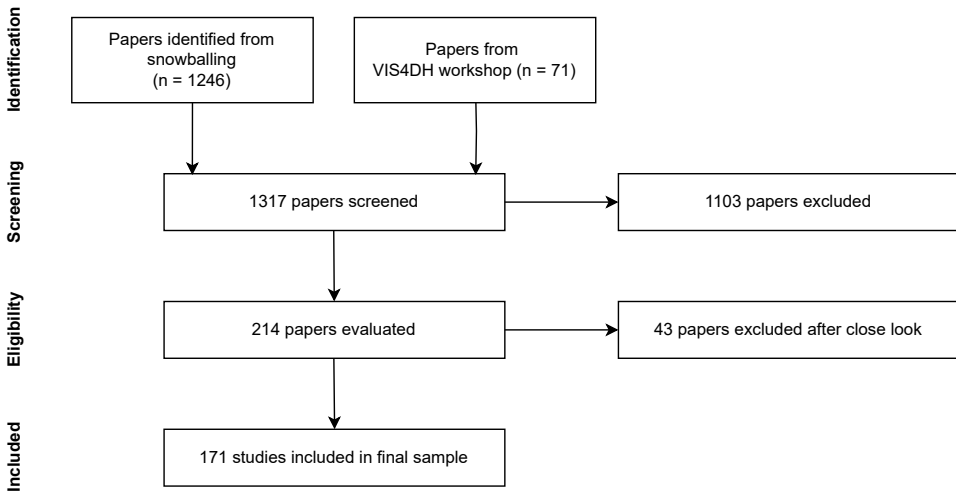 Identification
Papers identified from
snowballing
(n = 1246)
Papers from
VIS4DH workshop (n = 71)
Screening
1317 papers screened
1103 papers excluded
Eligibility
214 papers evaluated
43 papers excluded after close look
Included
171 studies included in final sample